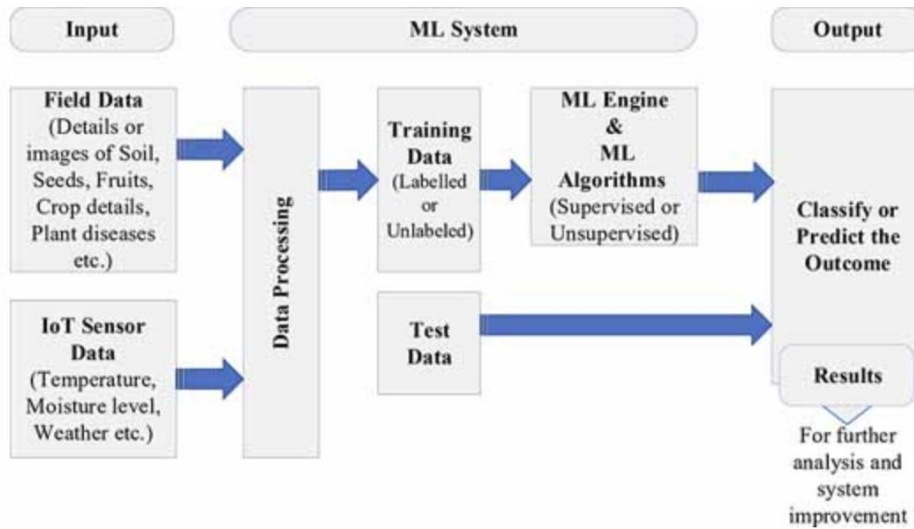 Input
ML System
Output
Field Data
(Details or
images of Soil,
Seeds, Fruits,
Crop details,
Plant diseases
etc.)
IoT Sensor
Data
(Temperature,
Moisture level,
Weather etc.)
Data Processing
Training
Data
(Labelled
or
Unlabeled)
Test
Data
ML Engine
&
ML
Algorithms
(Supervised or
Unsupervised)
Classify or
Predict the
Outcome
Results
For further
analysis and
system
improvement